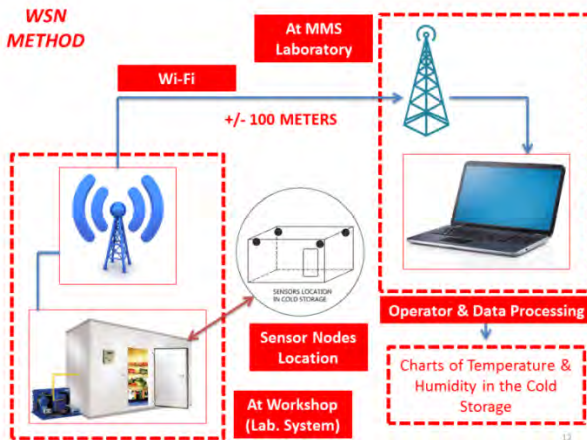 WSN
METHOD
At MMS
Laboratory
Wi-Fi
+/- 100 METERS
SENSORS LOCATION
IN COLD STORAGE
Sensor Nodes
Location
Operator & Data Processing
At Workshop
(Lab. System)
Charts of Temperature &
Humidity in the Cold
Storage